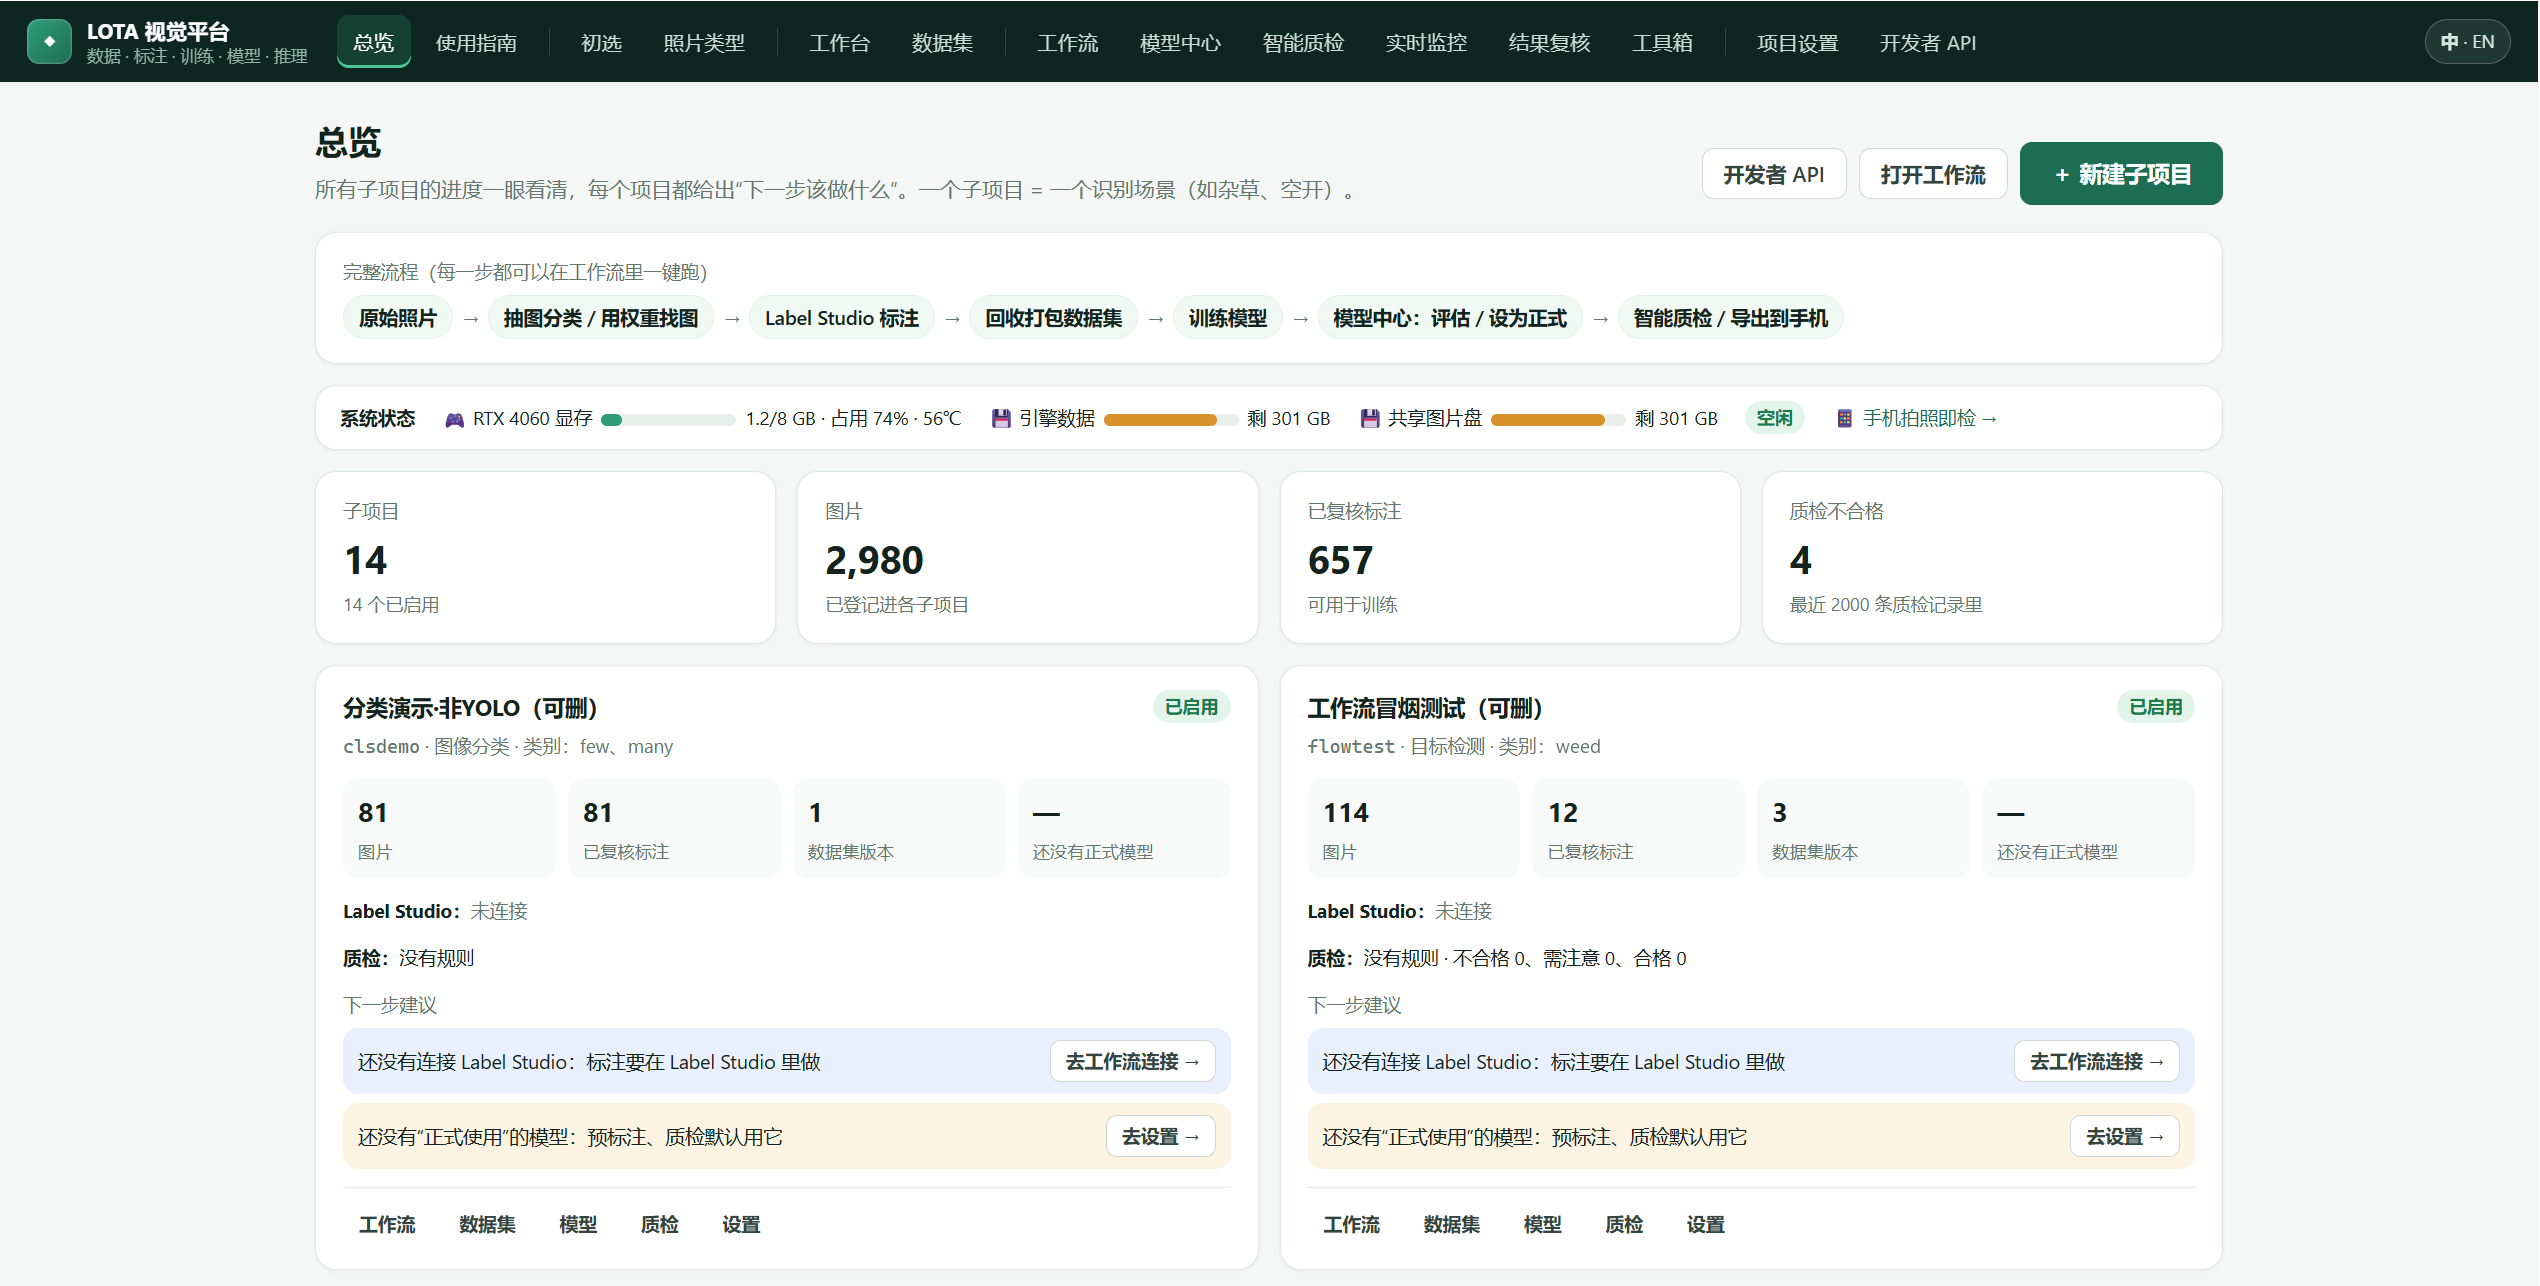 LOTA 视觉平台
数据 · 标注 · 训练 · 模型 · 推理
总览 使用指南 初选 照片类型 工作台 数据集 工作流 模型中心 智能质检 实时监控 结果复核 工具箱 项目设置 开发者 API
中 · EN
总览
所有子项目的进度一眼看清，每个项目都给出“下一步该做什么”。一个子项目 = 一个识别场景（如杂草、空开）。
开发者 API 打开工作流 + 新建子项目
完整流程（每一步都可以在工作流里一键跑）
原始照片 → 抽图分类 / 用权重找图 → Label Studio 标注 → 回收打包数据集 → 训练模型 → 模型中心：评估 / 设为正式 → 智能质检 / 导出到手机
系统状态 RTX 4060 显存 1.2/8 GB · 占用 74% · 56℃ 引擎数据 剩 301 GB 共享图片盘 剩 301 GB 空闲 手机拍照即检 →
子项目
14
14 个已启用
图片
2,980
已登记进各子项目
已复核标注
657
可用于训练
质检不合格
4
最近 2000 条质检记录里
分类演示·非YOLO（可删） 已启用
clsdemo · 图像分类 · 类别：few、many
81 81 1 —
图片 已复核标注 数据集版本 还没有正式模型
Label Studio：未连接
质检：没有规则
下一步建议
还没有连接 Label Studio：标注要在 Label Studio 里做 去工作流连接 →
还没有“正式使用”的模型：预标注、质检默认用它 去设置 →
工作流 数据集 模型 质检 设置
工作流冒烟测试（可删） 已启用
flowtest · 目标检测 · 类别：weed
114 12 3 —
图片 已复核标注 数据集版本 还没有正式模型
Label Studio：未连接
质检：没有规则 · 不合格 0、需注意 0、合格 0
下一步建议
还没有连接 Label Studio：标注要在 Label Studio 里做 去工作流连接 →
还没有“正式使用”的模型：预标注、质检默认用它 去设置 →
工作流 数据集 模型 质检 设置